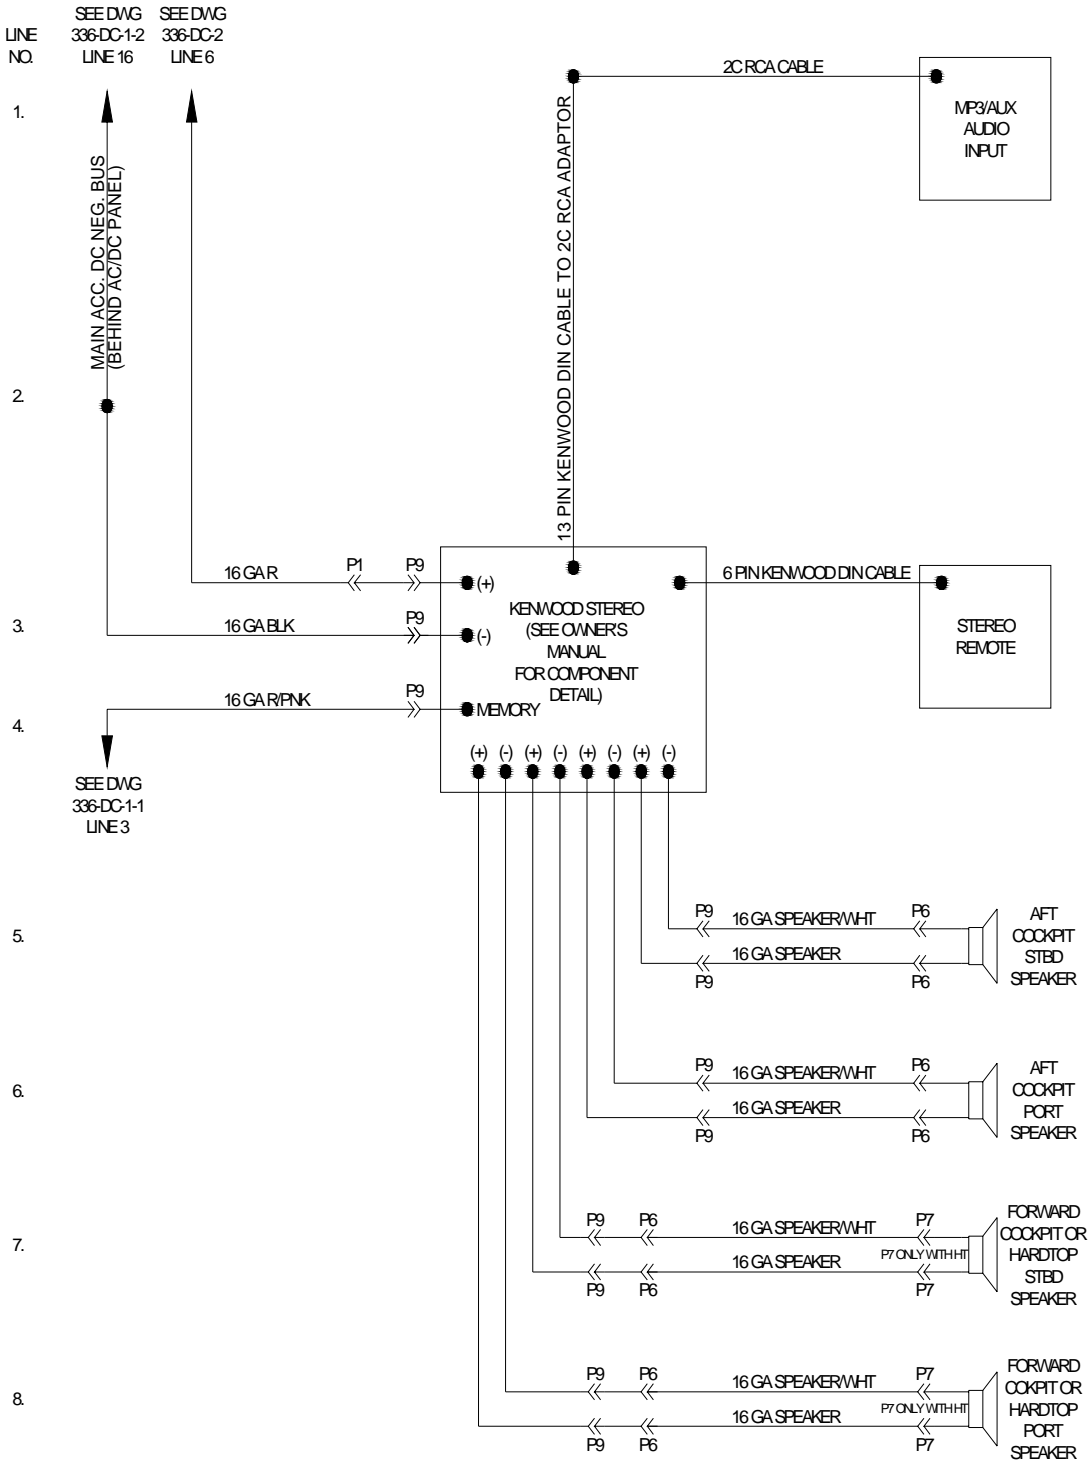 LINE
NO.
SEE DWG
336-DC-1-2
LINE 16
SEE DWG
336-DC-2
LINE 6
1.
MAIN ACC. DC NEG. BUS
(BEHIND AC/DC PANEL)
13 PIN KENWOOD DIN CABLE TO 2C RCA ADAPTOR
2C RCA CABLE
MP3/AUX
AUDIO
INPUT
2.
16 GA R
P1
P9
(+)
6 PIN KENWOOD DIN CABLE
3.
16 GA BLK
P9
(-)
KENWOOD STEREO
(SEE OWNER'S
MANUAL
FOR COMPONENT
DETAIL)
STEREO
REMOTE
4.
16 GA R/PNK
P9
MEMORY
(+) (-) (+) (-) (+) (-) (+) (-)
SEE DWG
336-DC-1-1
LINE 3
5.
P9
16 GA SPEAKER/WHT
P6
16 GA SPEAKER
P9
P6
AFT
COCKPIT
STBD
SPEAKER
6.
P9
16 GA SPEAKER/WHT
P6
16 GA SPEAKER
P9
P6
AFT
COCKPIT
PORT
SPEAKER
7.
P9
P6
16 GA SPEAKER/WHT
P7
P7 ONLY WITH HT
16 GA SPEAKER
P9
P6
P7
FORWARD
COCKPIT OR
HARDTOP
STBD
SPEAKER
8.
P9
P6
16 GA SPEAKER/WHT
P7
P7 ONLY WITH HT
16 GA SPEAKER
P9
P6
P7
FORWARD
COKPIT OR
HARDTOP
PORT
SPEAKER